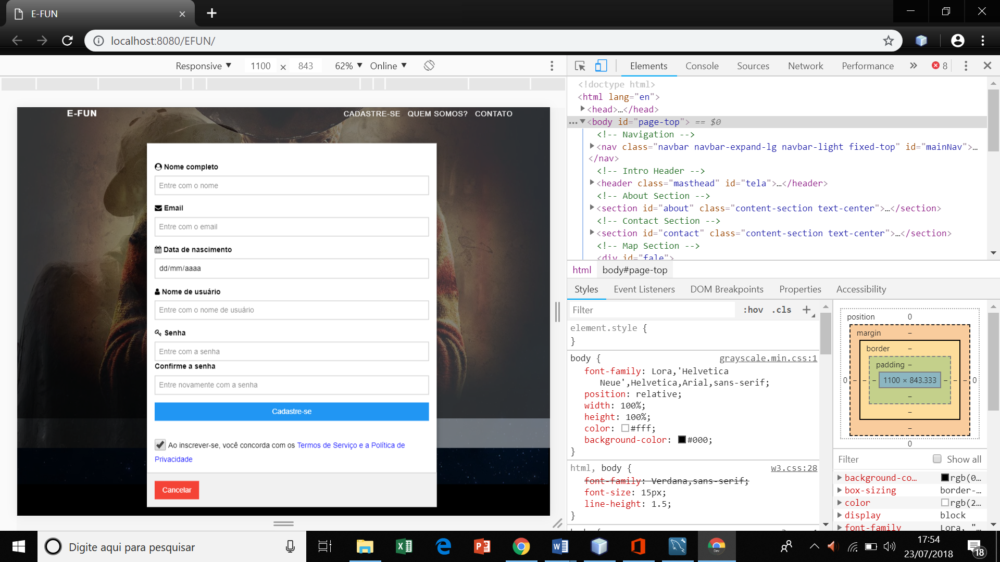 E-FUN
localhost:8080/EFUN/
Responsive ▼ 1100 × 843 62% ▼ Online ▼
E-FUN CADASTRE-SE QUEM SOMOS? CONTATO
Nome completo
Entre com o nome
Email
Entre com o email
Data de nascimento
dd/mm/aaaa
Nome de usuário
Entre com o nome de usuário
Senha
Entre com a senha
Confirme a senha
Entre novamente com a senha
Cadastre-se
Ao inscrever-se, você concorda com os Termos de Serviço e a Política de
Privacidade
Cancelar
Elements Console Sources Network Performance » 8
<!doctype html>
<html lang="en">
<head>…</head>
…<body id="page-top"> == $0
<!-- Navigation -->
<nav class="navbar navbar-expand-lg navbar-light fixed-top" id="mainNav">…
</nav>
<!-- Intro Header -->
<header class="masthead" id="tela">…</header>
<!-- About Section -->
<section id="about" class="content-section text-center">…</section>
<!-- Contact Section -->
<section id="contact" class="content-section text-center">…</section>
<!-- Map Section -->
<div id="fale">
html body#page-top
Styles Event Listeners DOM Breakpoints Properties Accessibility
Filter :hov .cls +
element.style {
}
body { grayscale.min.css:1
font-family: Lora,'Helvetica
Neue',Helvetica,Arial,sans-serif;
position: relative;
width: 100%;
height: 100%;
color: #fff;
background-color: #000;
}
html, body { w3.css:28
font-family: Verdana,sans-serif;
font-size: 15px;
line-height: 1.5;
}
position 0
margin –
border –
padding –
0 – – – 1100 × 843.333 – – – 0
–
–
–
0
Filter Show all
background-co… rgb(0…
box-sizing border-…
color rgb(2…
display block
font-family Lora, "…
Digite aqui para pesquisar
Dev
17:54
23/07/2018
18